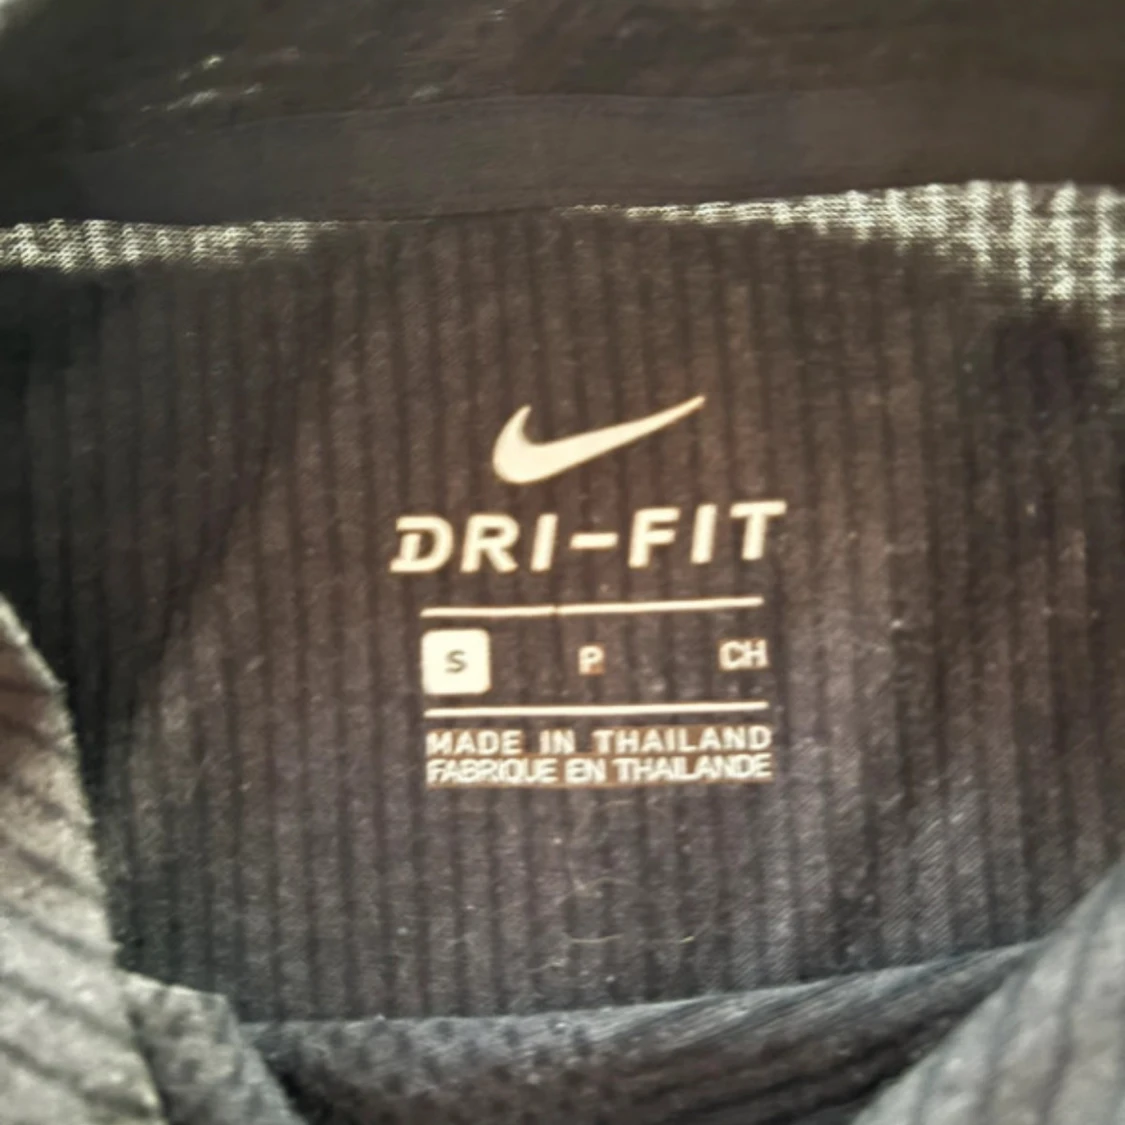 DRI-FIT
S P CH
MADE IN THAILAND
FABRIQUE EN THAILANDE